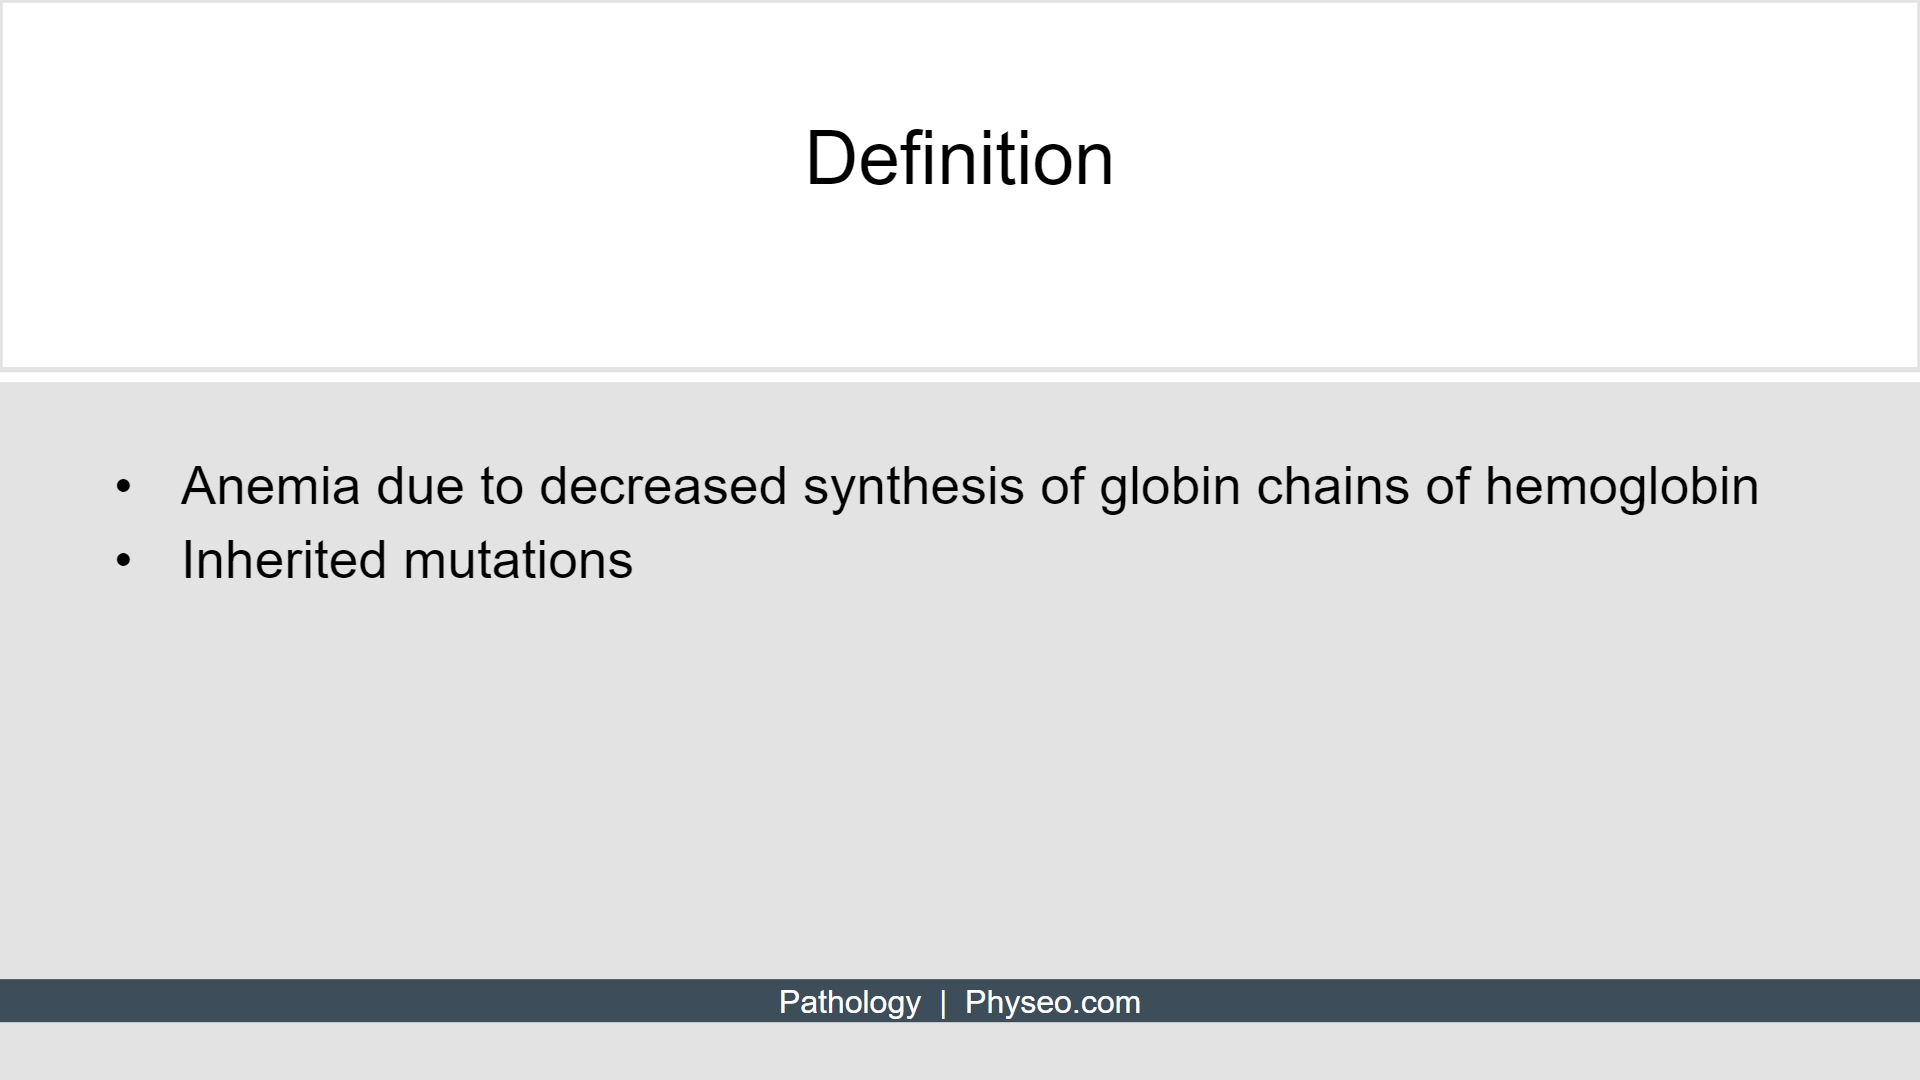 Definition
• Anemia due to decreased synthesis of globin chains of hemoglobin
• Inherited mutations
Pathology | Physeo.com